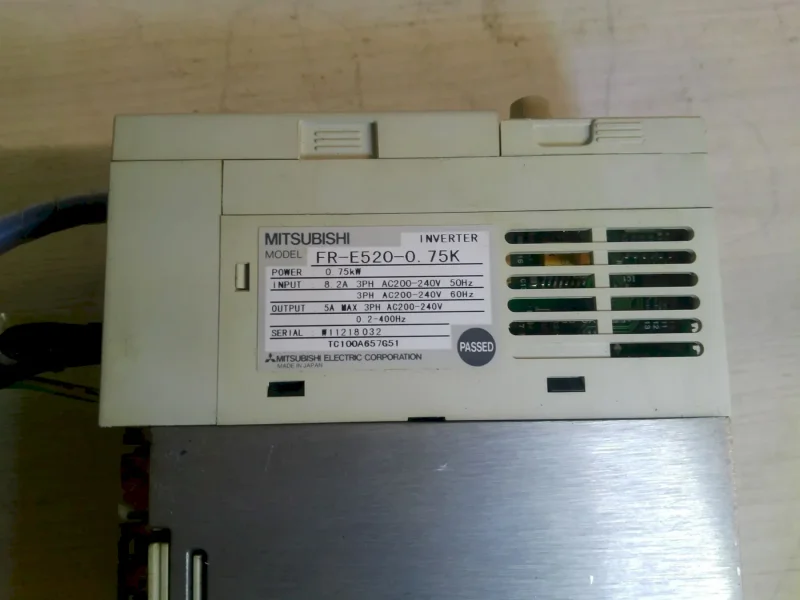 MITSUBISHI INVERTER
MODEL FR-E520-0.75K
POWER 0.75kW
INPUT 8.2A 3PH AC200-240V 50Hz
3PH AC200-240V 60Hz
OUTPUT 5A MAX 3PH AC200-240V
0.2-400Hz
SERIAL W11218032
TC100A657G51
PASSED
MITSUBISHI ELECTRIC CORPORATION
MADE IN JAPAN